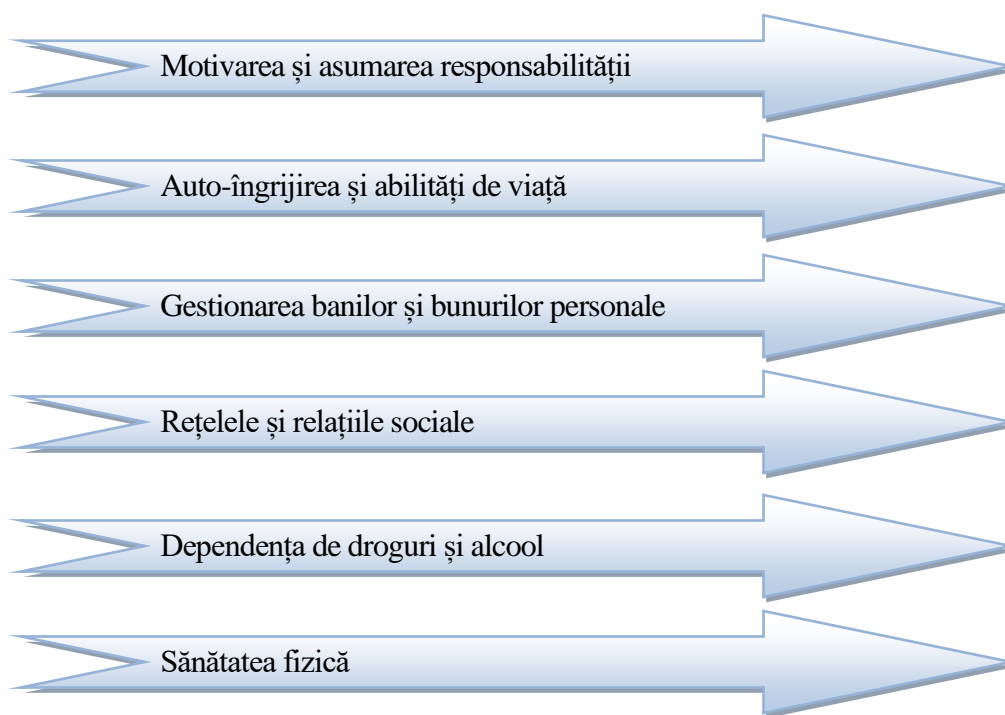 Motivarea și asumarea responsabilității
Auto-îngrijirea și abilități de viață
Gestionarea banilor și bunurilor personale
Rețelele și relațiile sociale
Dependența de droguri și alcool
Sănătatea fizică